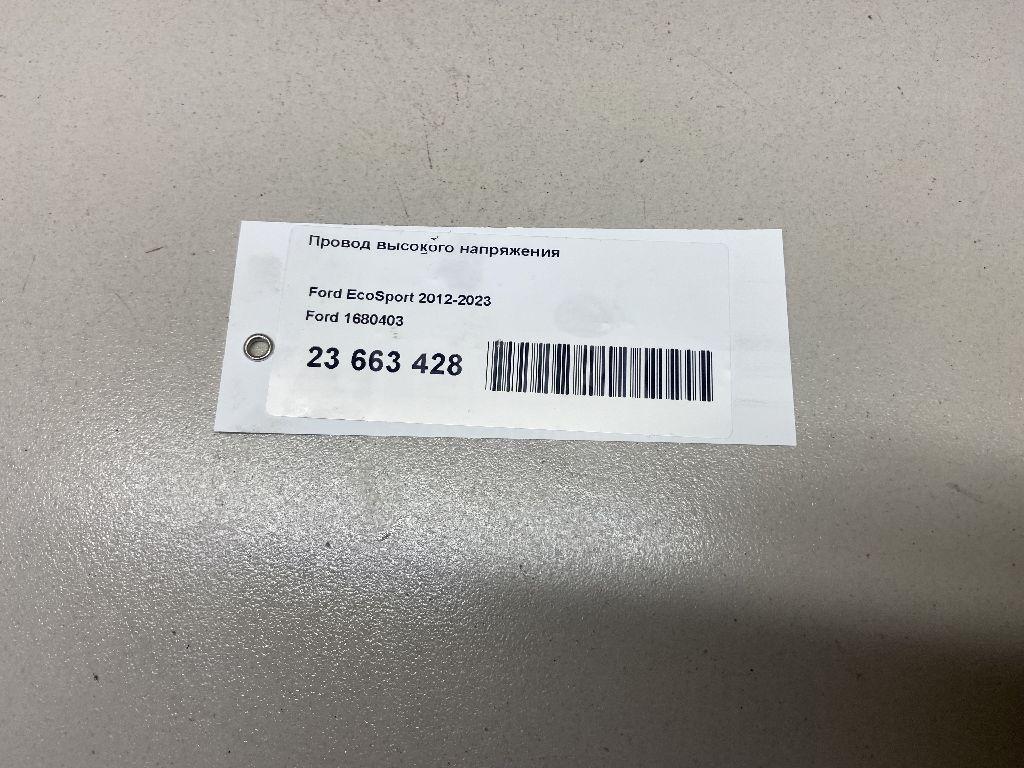 Провод высокого напряжения
Ford EcoSport 2012-2023
Ford 1680403
23 663 428